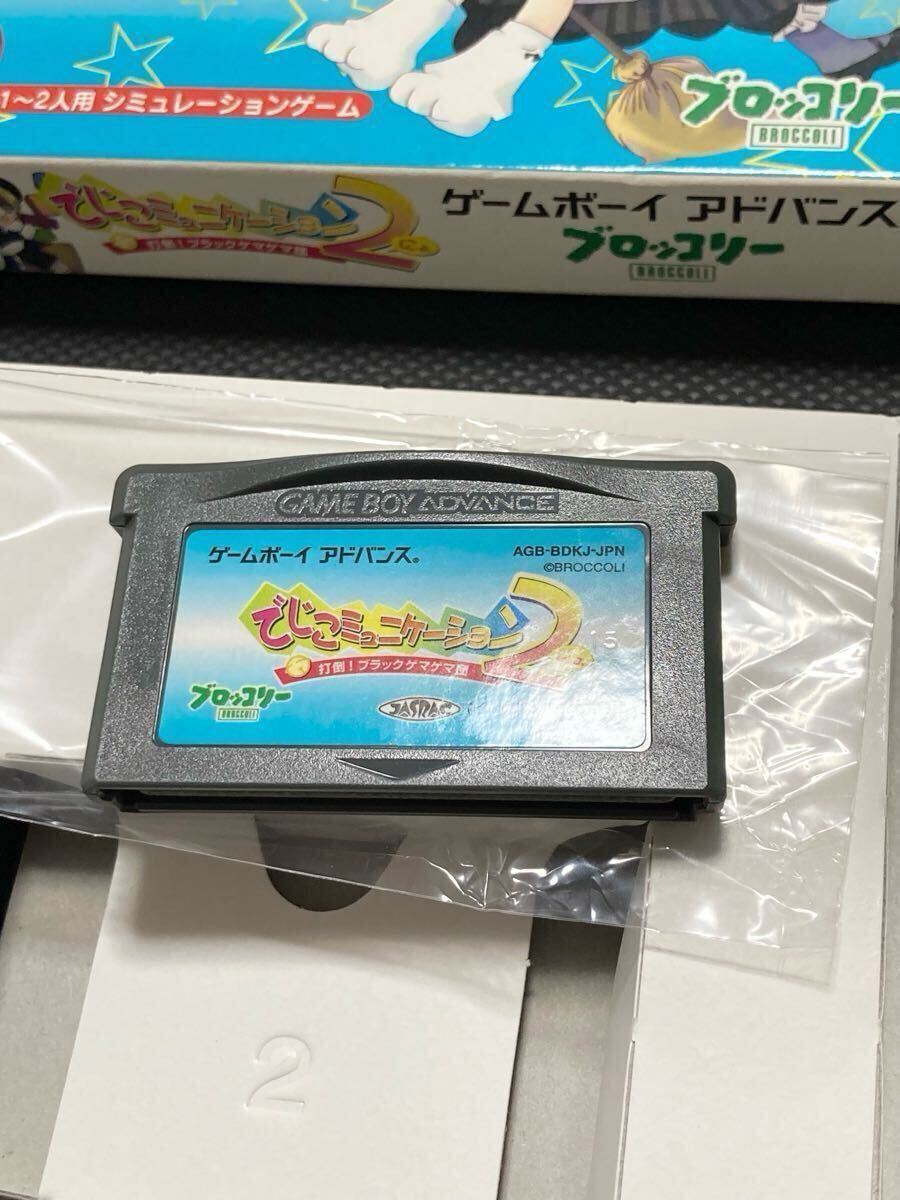 1～2人用 シミュレーションゲーム
ブロッコリー
BROCCOLI
でじこミュニケーション2
にょ
打倒！ブラックゲマゲマ団
ゲームボーイ アドバンス
ブロッコリー
BROCCOLI
GAME BOY ADVANCE
ゲームボーイ アドバンス®
AGB-BDKJ-JPN
©BROCCOLI
でじこミュニケーション2
打倒！ブラックゲマゲマ団
15
ブロッコリー
BROCCOLI
JASRAC
2